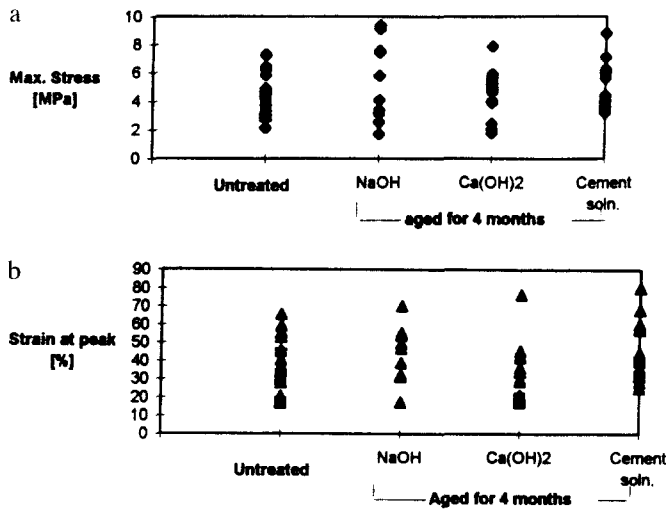 a
10
8
Max. Stress
6
[MPa]
4
2
0
Untreated
NaOH
Ca(OH)2
Cement
soln.
aged for 4 months
b
90
80
70
60
Strain at peak
50
[%]
40
30
20
10
0
Untreated
NaOH
Ca(OH)2
Cement
soln.
Aged for 4 months